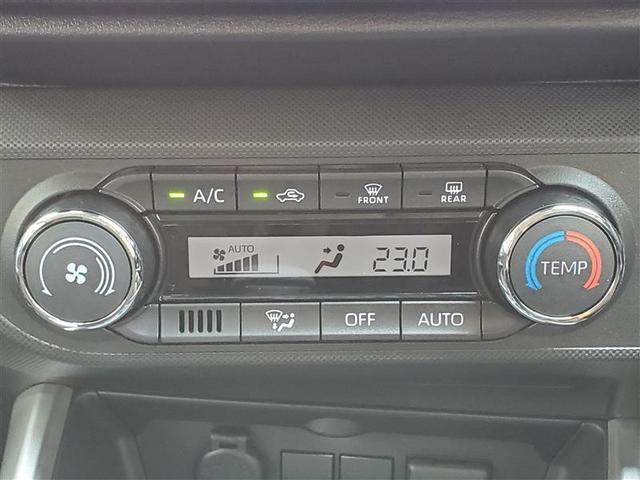 A/C
FRONT
REAR
AUTO
23.0
TEMP
OFF
AUTO